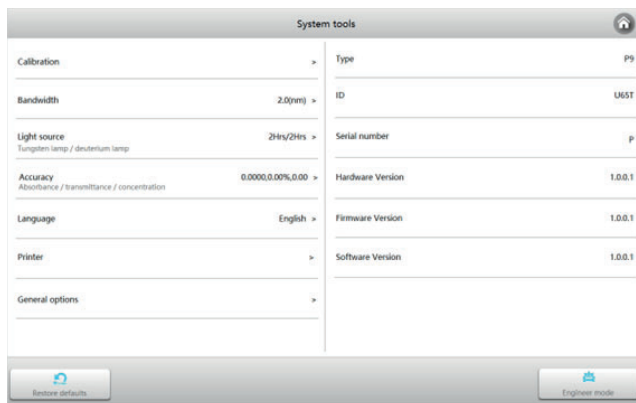 System tools
Calibration >
Bandwidth 2.0(nm) >
Light source 2Hrs/2Hrs >
Tungsten lamp / deuterium lamp
Accuracy 0.0000,0.00%,0.00 >
Absorbance / transmittance / concentration
Language English >
Printer >
General options >
Type P9
ID U6ST
Serial number P
Hardware Version 1.0.0.1
Firmware Version 1.0.0.1
Software Version 1.0.0.1
Restore defaults
Engineer mode